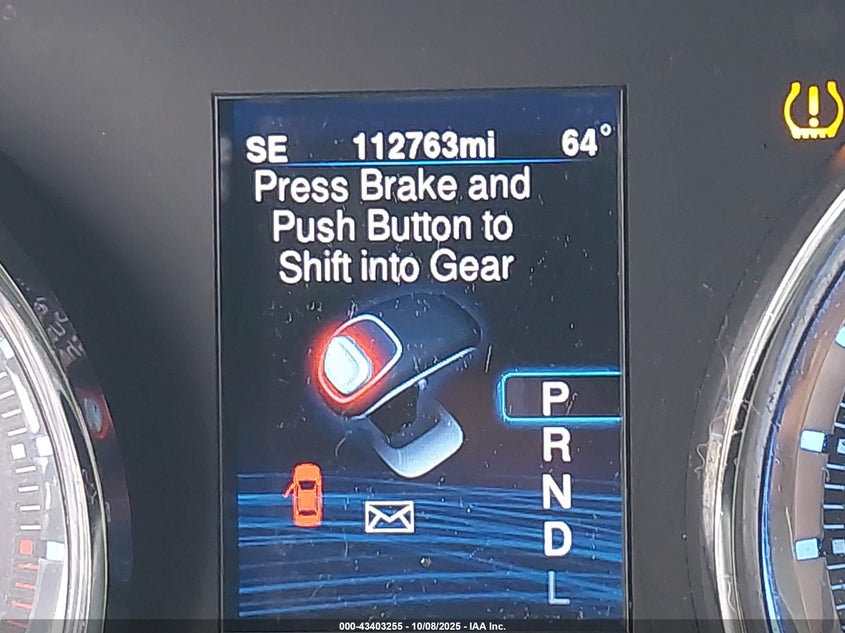 SE 112763mi 64°
Press Brake and
Push Button to
Shift into Gear
P
R
N
D
L
000-43403255 - 10/08/2025 - IAA Inc.